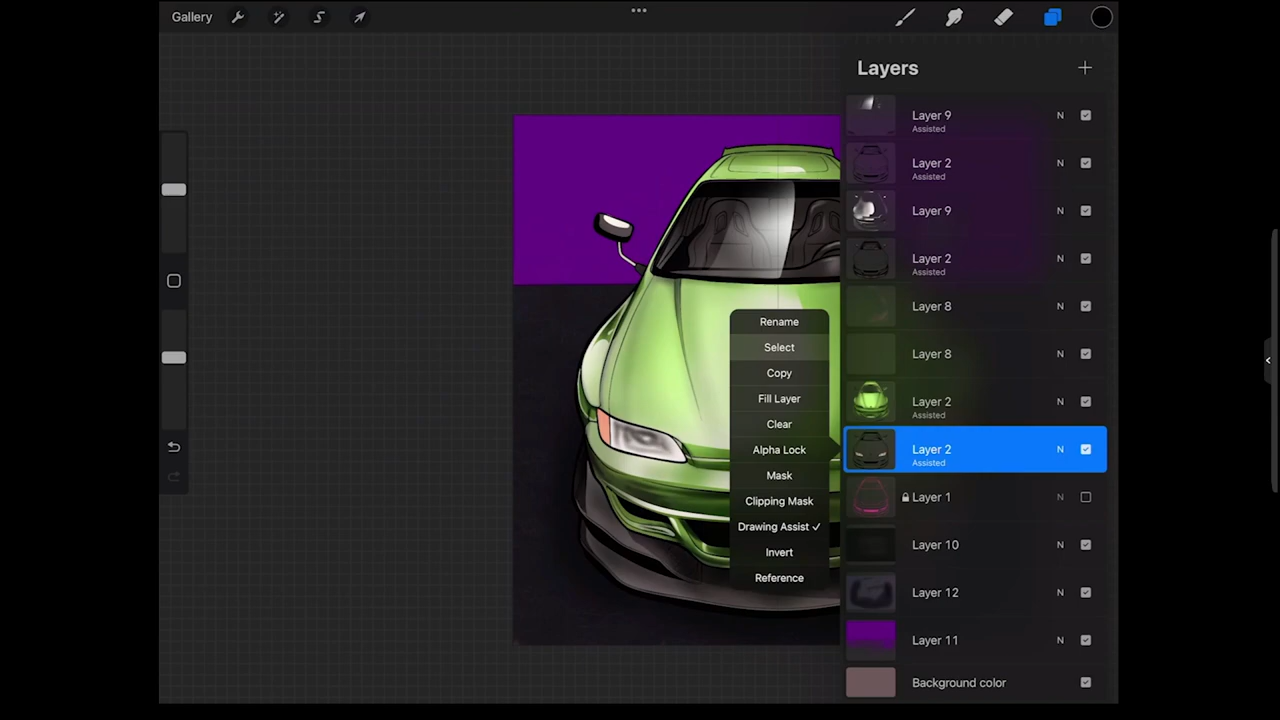 Gallery
Layers
Layer 9
N
Assisted
Layer 2
N
Assisted
Layer 9
N
Layer 2
N
Assisted
Layer 8
N
Layer 8
N
Layer 2
N
Assisted
Layer 2
N
Assisted
Layer 1
N
Layer 10
N
Layer 12
N
Layer 11
N
Background color
Rename
Select
Copy
Fill Layer
Clear
Alpha Lock
Mask
Clipping Mask
Drawing Assist ✓
Invert
Reference